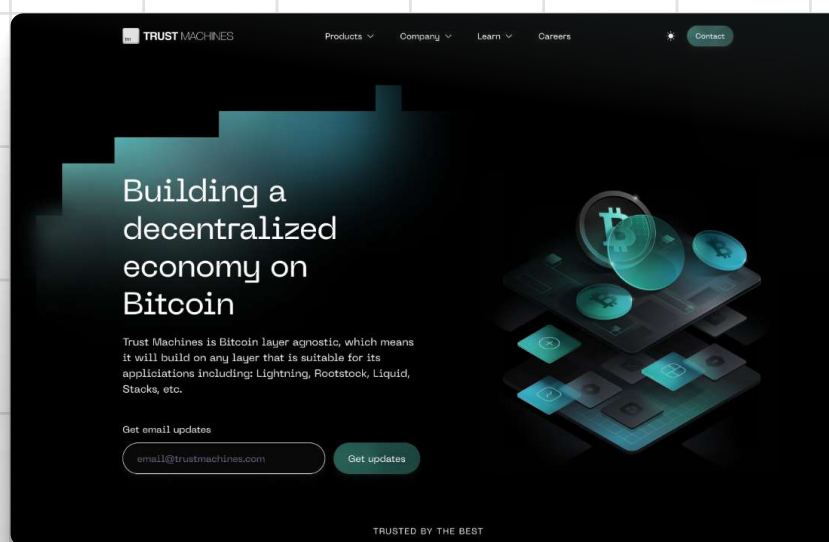 TRUST MACHINES
Products
Company
Learn
Careers
Contact
Building a
decentralized
economy on
Bitcoin
Trust Machines is Bitcoin layer agnostic, which means
it will build on any layer that is suitable for its
appliciations including: Lightning, Rootstock, Liquid,
Stacks, etc.
Get email updates
email@trustmachines.com
Get updates
TRUSTED BY THE BEST